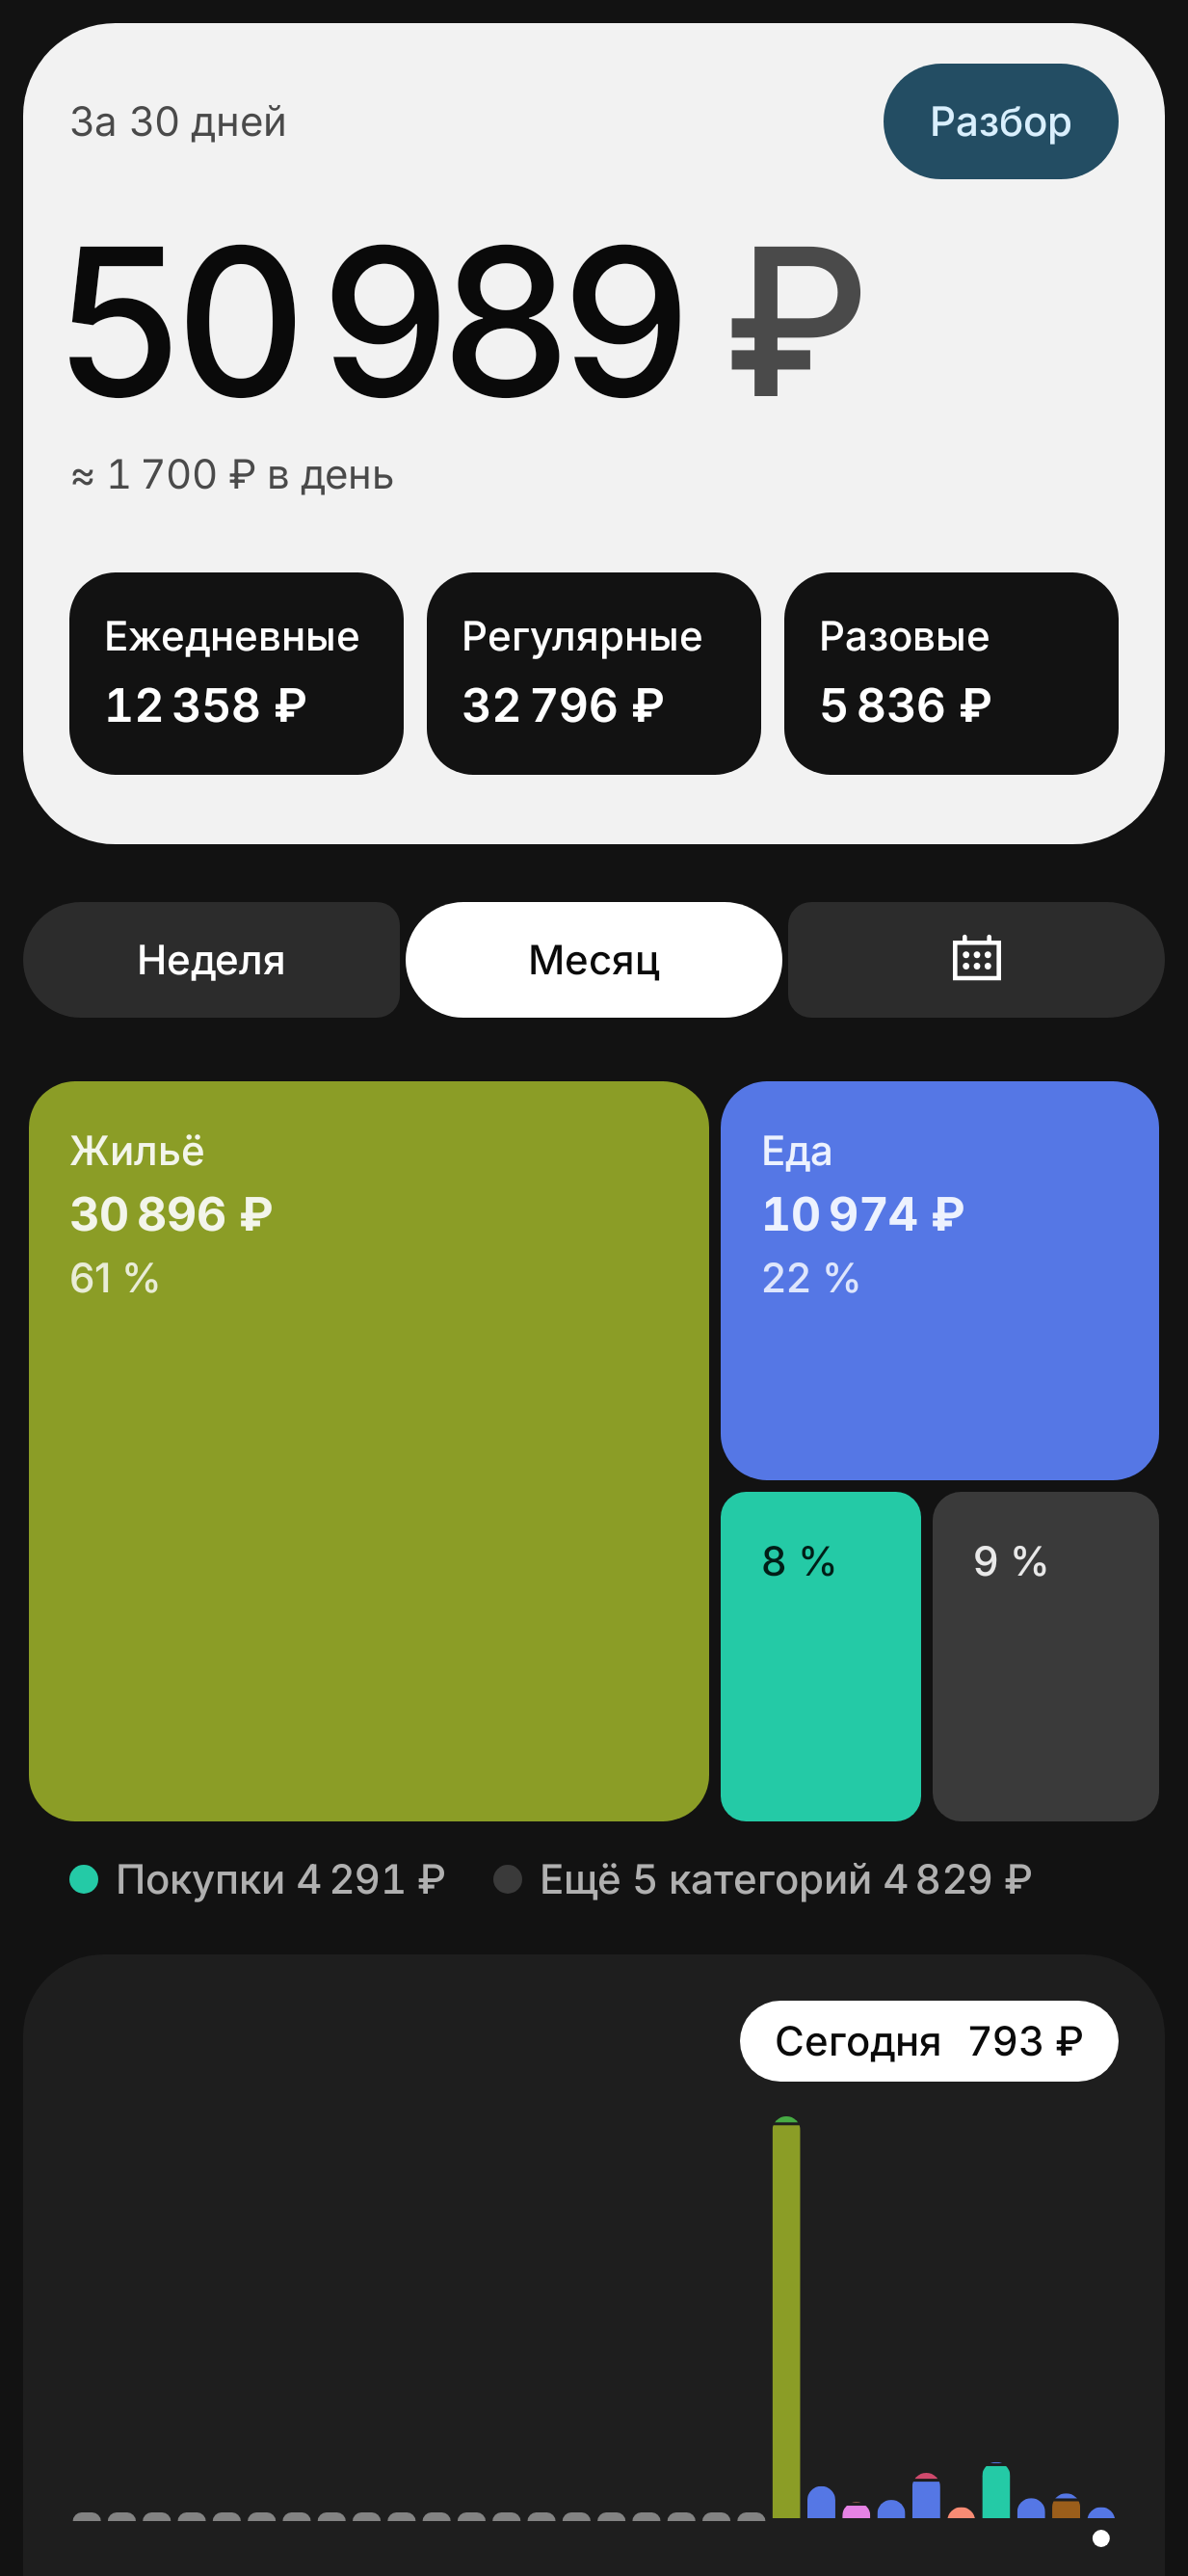 За 30 дней
Разбор
50 989 ₽
≈ 1 700 ₽ в день
Ежедневные
12 358 ₽
Регулярные
32 796 ₽
Разовые
5 836 ₽
Неделя
Месяц
Жильё
30 896 ₽
61 %
Еда
10 974 ₽
22 %
8 %
9 %
Покупки 4 291 ₽
Ещё 5 категорий 4 829 ₽
Сегодня 793 ₽